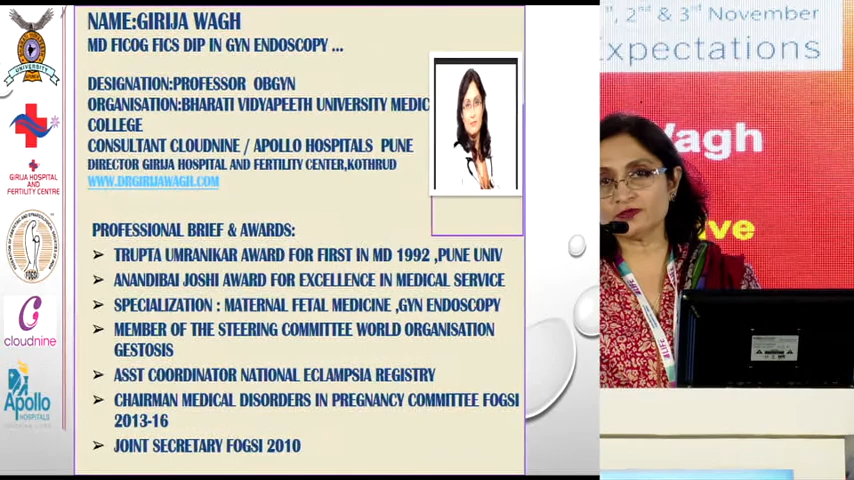 NAME:GIRIJA WAGH
MD FICOG FICS DIP IN GYN ENDOSCOPY ...
DESIGNATION:PROFESSOR OBGYN
ORGANISATION:BHARATI VIDYAPEETH UNIVERSITY MEDIC
COLLEGE
CONSULTANT CLOUDNINE / APOLLO HOSPITALS PUNE
DIRECTOR GIRIJA HOSPITAL AND FERTILITY CENTER,KOTHRUD
WWW.DRGIRIJAWAGH.COM
PROFESSIONAL BRIEF & AWARDS:
➢ TRUPTA UMRANIKAR AWARD FOR FIRST IN MD 1992 ,PUNE UNIV
➢ ANANDIBAI JOSHI AWARD FOR EXCELLENCE IN MEDICAL SERVICE
➢ SPECIALIZATION : MATERNAL FETAL MEDICINE ,GYN ENDOSCOPY
➢ MEMBER OF THE STEERING COMMITTEE WORLD ORGANISATION
GESTOSIS
➢ ASST COORDINATOR NATIONAL ECLAMPSIA REGISTRY
➢ CHAIRMAN MEDICAL DISORDERS IN PREGNANCY COMMITTEE FOGSI
2013-16
➢ JOINT SECRETARY FOGSI 2010
UNIVERSITY
GIRIJA HOSPITAL
AND
FERTILITY CENTRE
FOGSI
cloudnine
Apollo
HOSPITALS
, 2nd & 3rd November
Expectations
Wagh
ve